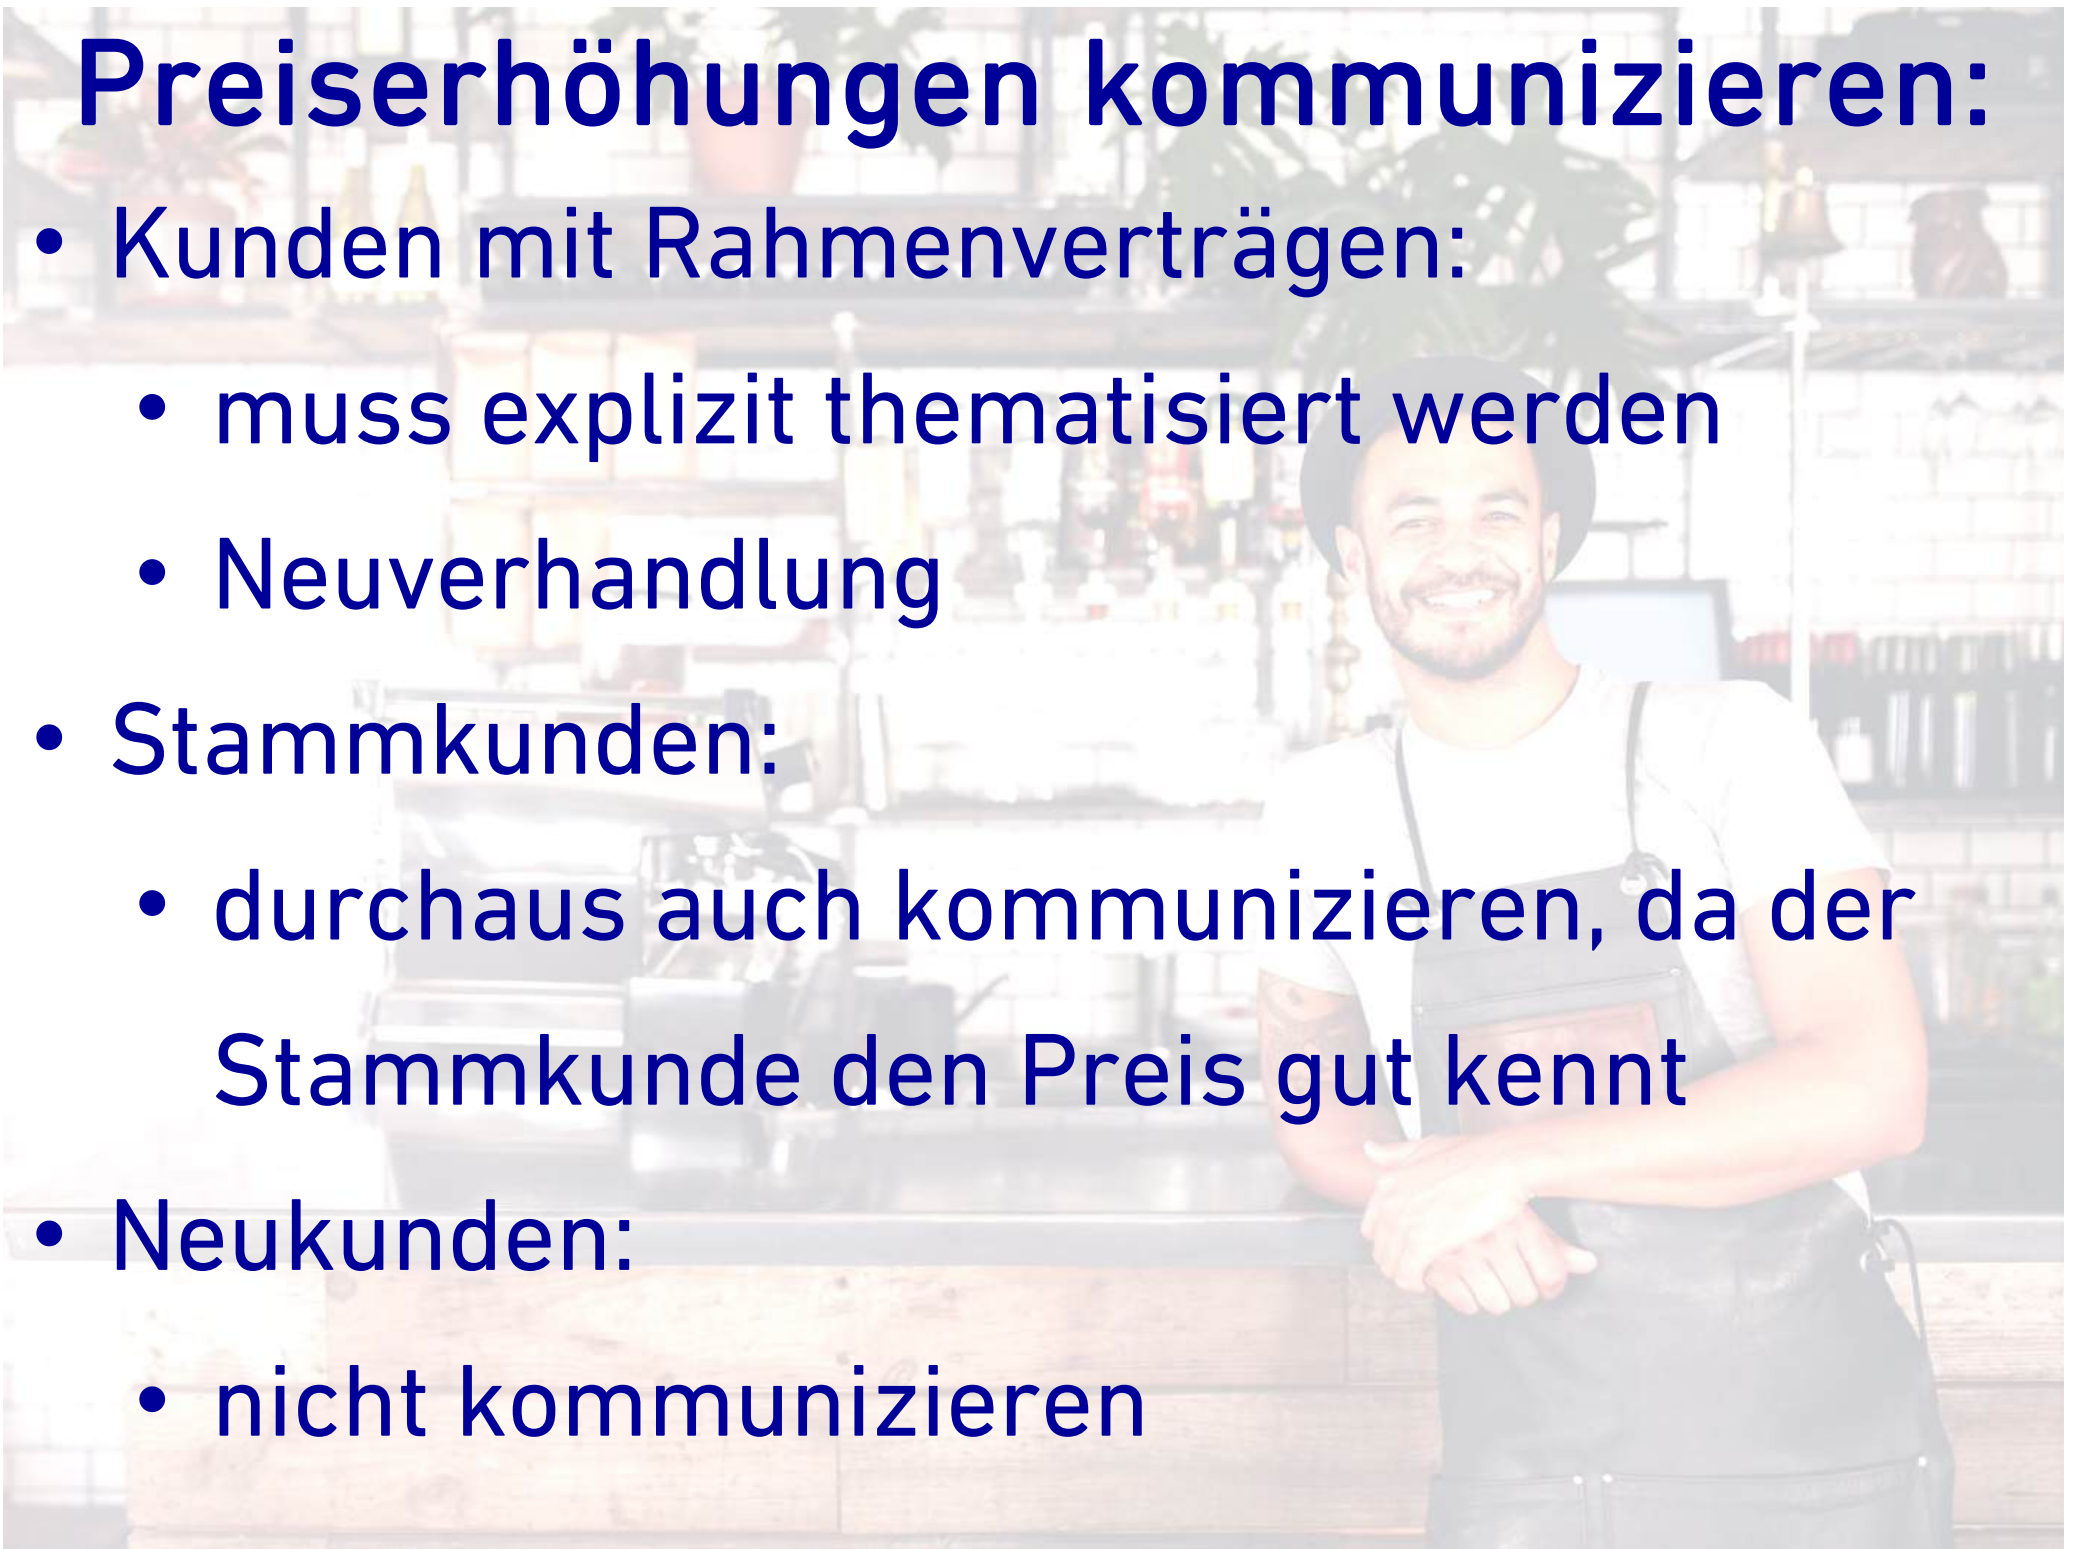 Preiserhöhungen kommunizieren:
• Kunden mit Rahmenverträgen:
• muss explizit thematisiert werden
• Neuverhandlung
• Stammkunden:
• durchaus auch kommunizieren, da der
Stammkunde den Preis gut kennt
• Neukunden:
• nicht kommunizieren